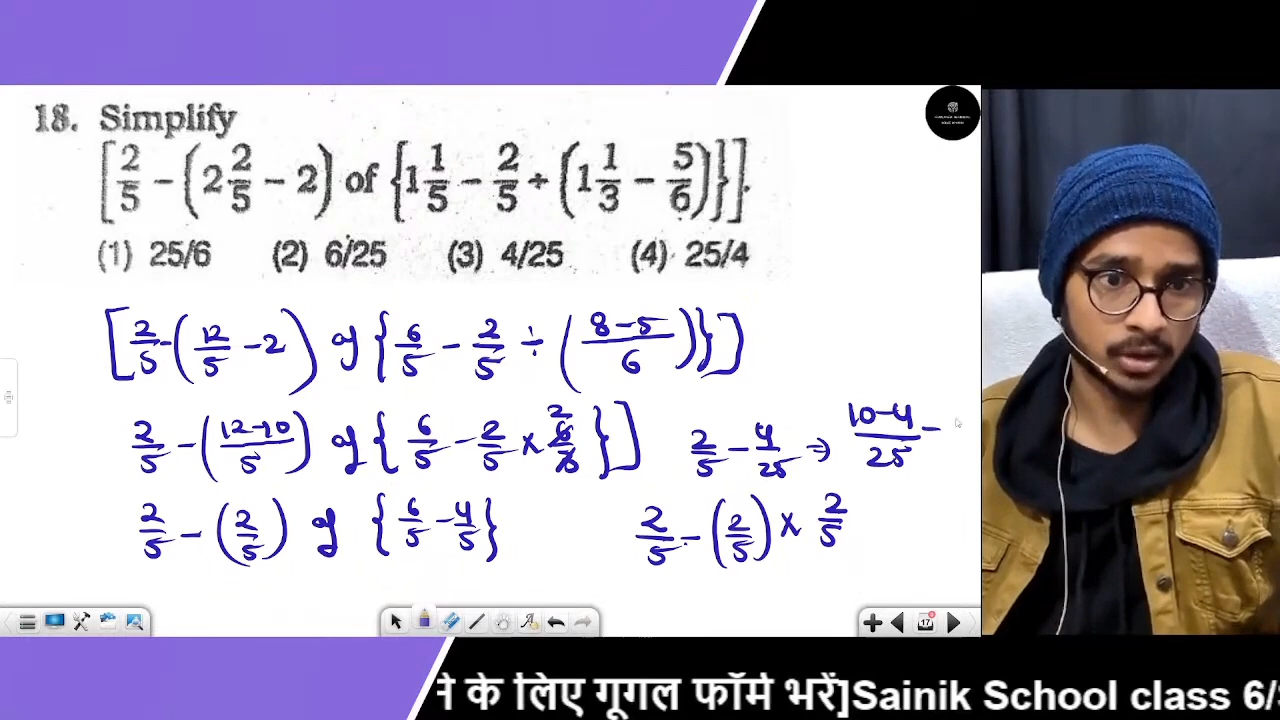 18. Simplify
[2/5 - (2 2/5 - 2) of {1 1/5 - 2/5 ÷ (1 1/3 - 5/6)}].
(1) 25/6 (2) 6/25 (3) 4/25 (4) 25/4
[2/5 - (12/5 - 2) of {6/5 - 2/5 ÷ (8-5/6)}]
2/5 - (12-10/5) of {6/5 - 2/5 × 6/3 2}]
2/5 - 4/25 ⇒ 10-4/25 -
2/5 - (2/5) of {6/5 - 4/5}
2/5 - (2/5) × 2/5
17
ने के लिए गूगल फॉर्म भरें]Sainik School class 6/